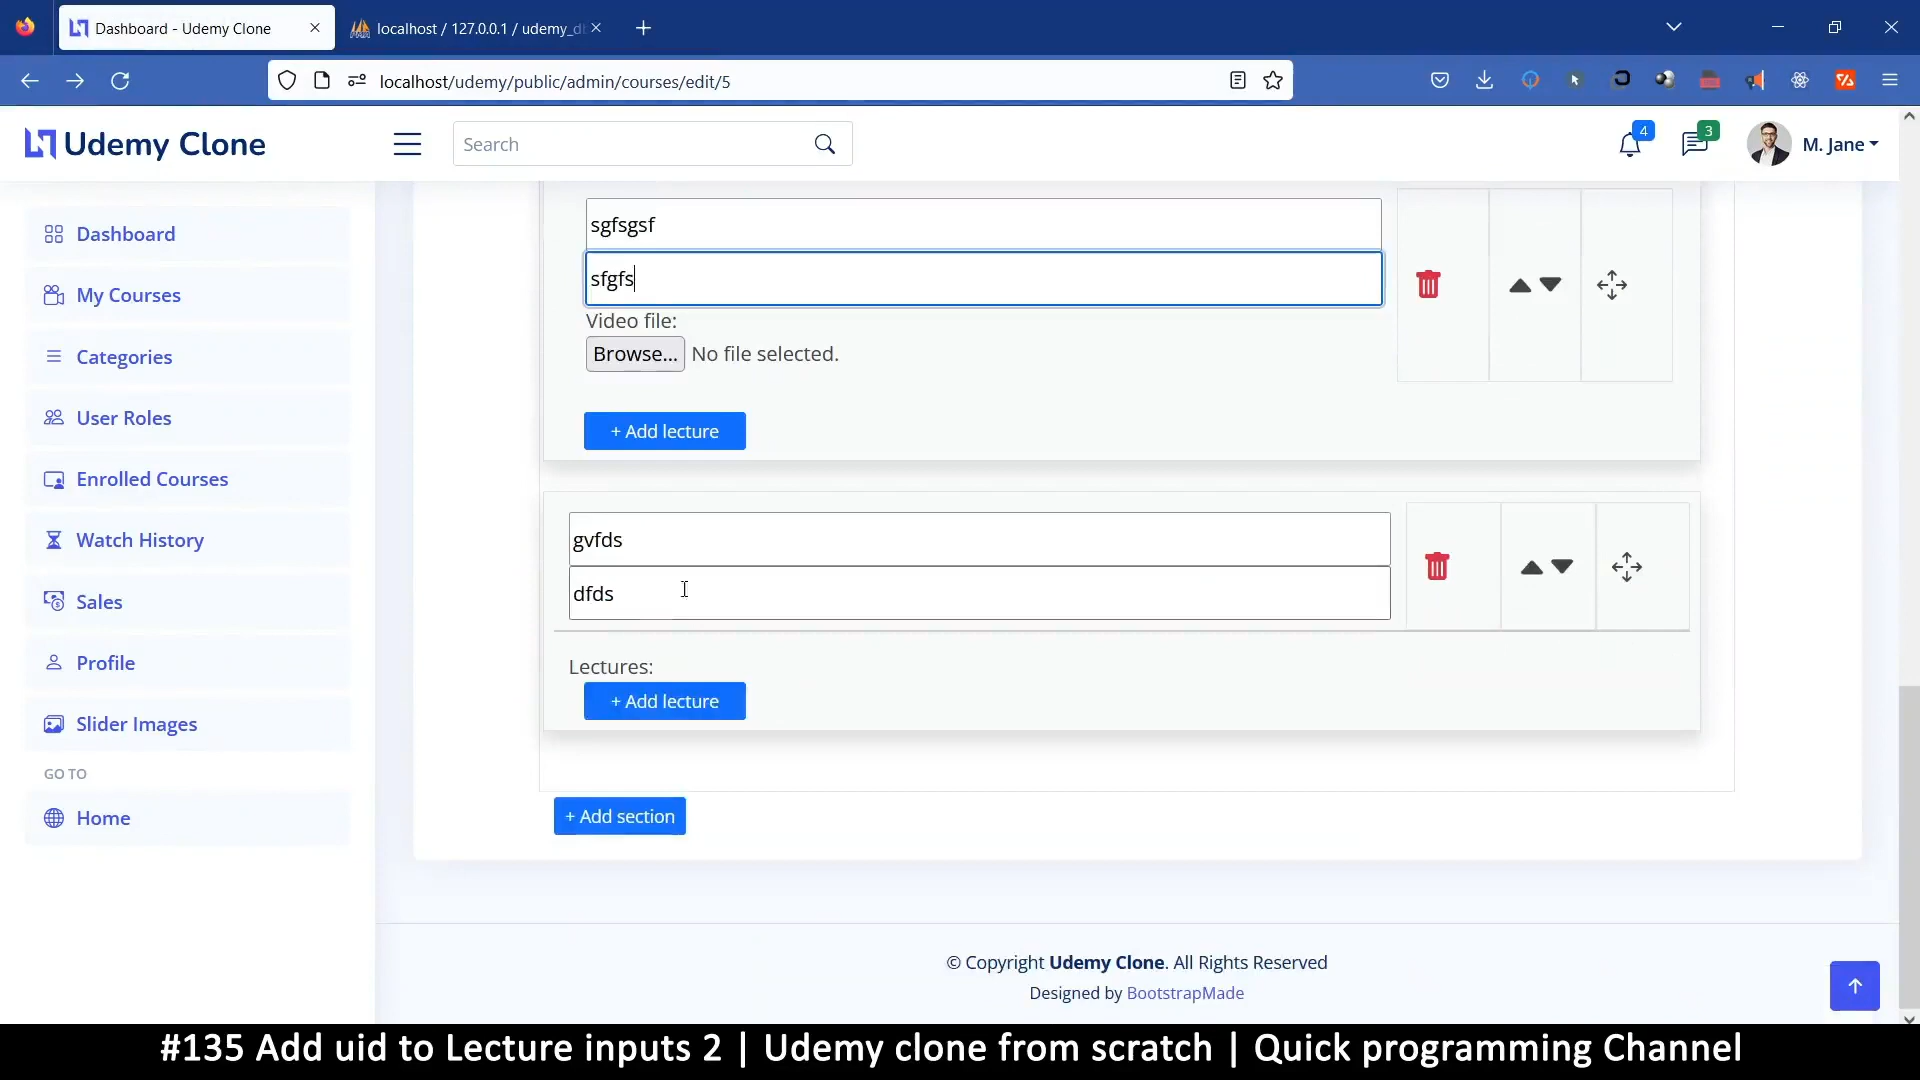 Dashboard - Udemy Clone
localhost / 127.0.0.1 / udemy_d
localhost/udemy/public/admin/courses/edit/5
Udemy Clone
Search
4
3
M. Jane
Dashboard
My Courses
Categories
User Roles
Enrolled Courses
Watch History
Sales
Profile
Slider Images
GO TO
Home
sgfsgsf
sfgfs
Video file:
Browse... No file selected.
+ Add lecture
gvfds
dfds
Lectures:
+ Add lecture
+ Add section
© Copyright Udemy Clone. All Rights Reserved
Designed by BootstrapMade
#135 Add uid to Lecture inputs 2 | Udemy clone from scratch | Quick programming Channel